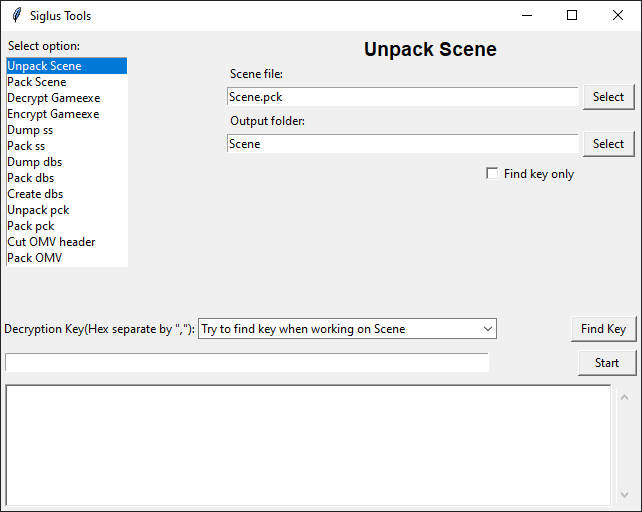 Siglus Tools
Select option:
Unpack Scene
Pack Scene
Decrypt Gameexe
Encrypt Gameexe
Dump ss
Pack ss
Dump dbs
Pack dbs
Create dbs
Unpack pck
Pack pck
Cut OMV header
Pack OMV
Unpack Scene
Scene file:
Scene.pck
Select
Output folder:
Scene
Select
Find key only
Decryption Key(Hex separate by ","):
Try to find key when working on Scene
Find Key
Start